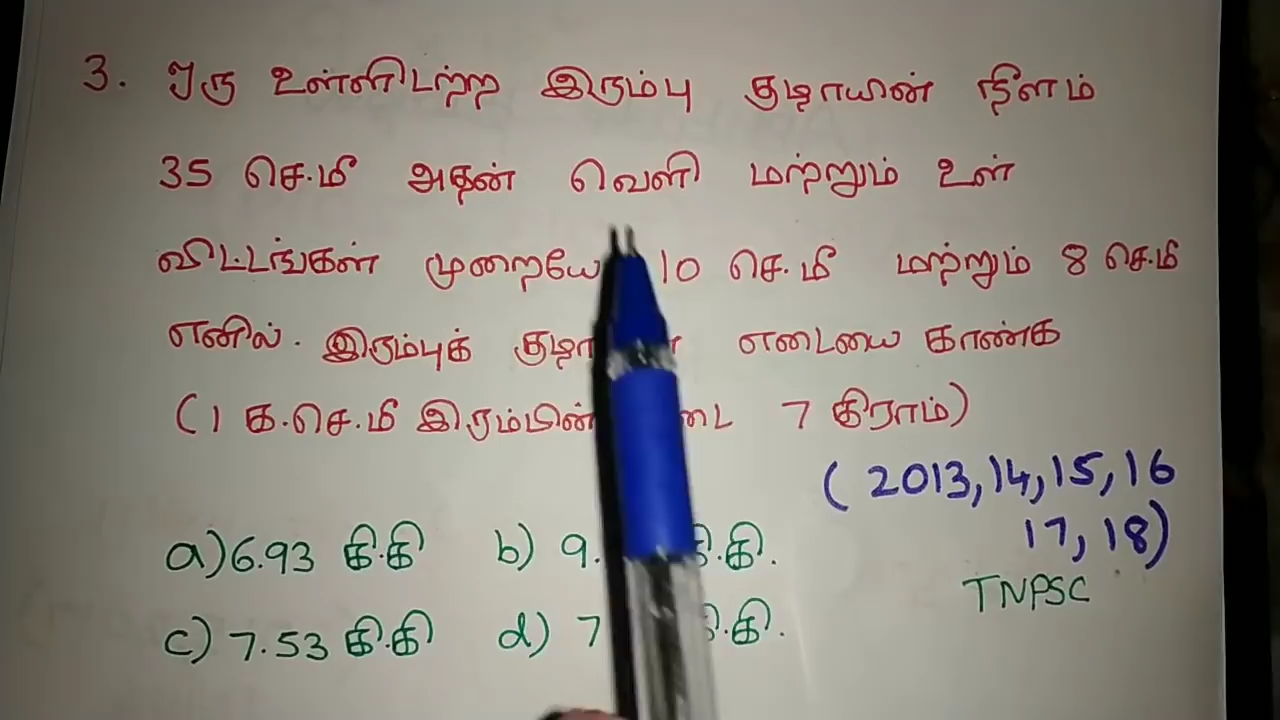 3. ஒரு உள்ளிடற்ற இரும்பு குழாயின் நீளம்
35 செ.மீ அதன் வெளி மற்றும் உள்
விட்டங்கள் முறையே 10 செ.மீ மற்றும் 8 செ.மீ
எனில். இரும்புக் எடையை காண்க
(1 க.செ.மீ இரும்பின் 7 கிராம்)
(2013,14,15,16
17,18)
TNPSC
a) 6.93 கி.கி b) 9.
c) 7.53 கி.கி d) 7